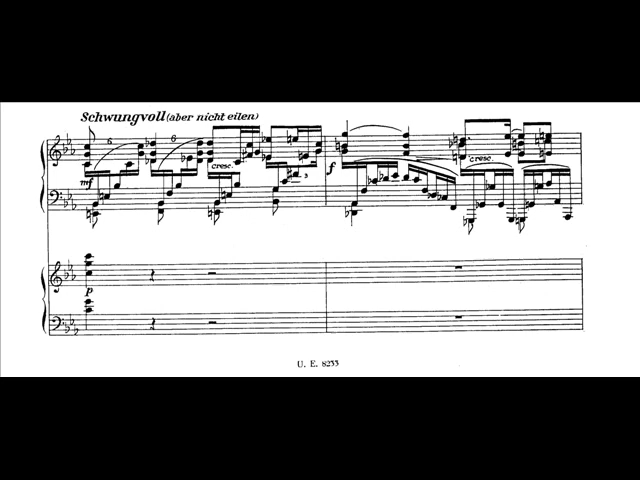 Schwungvoll (aber nicht eilen)
6 6
cresc. cresc.
mf 3 f
p
U. E. 8233